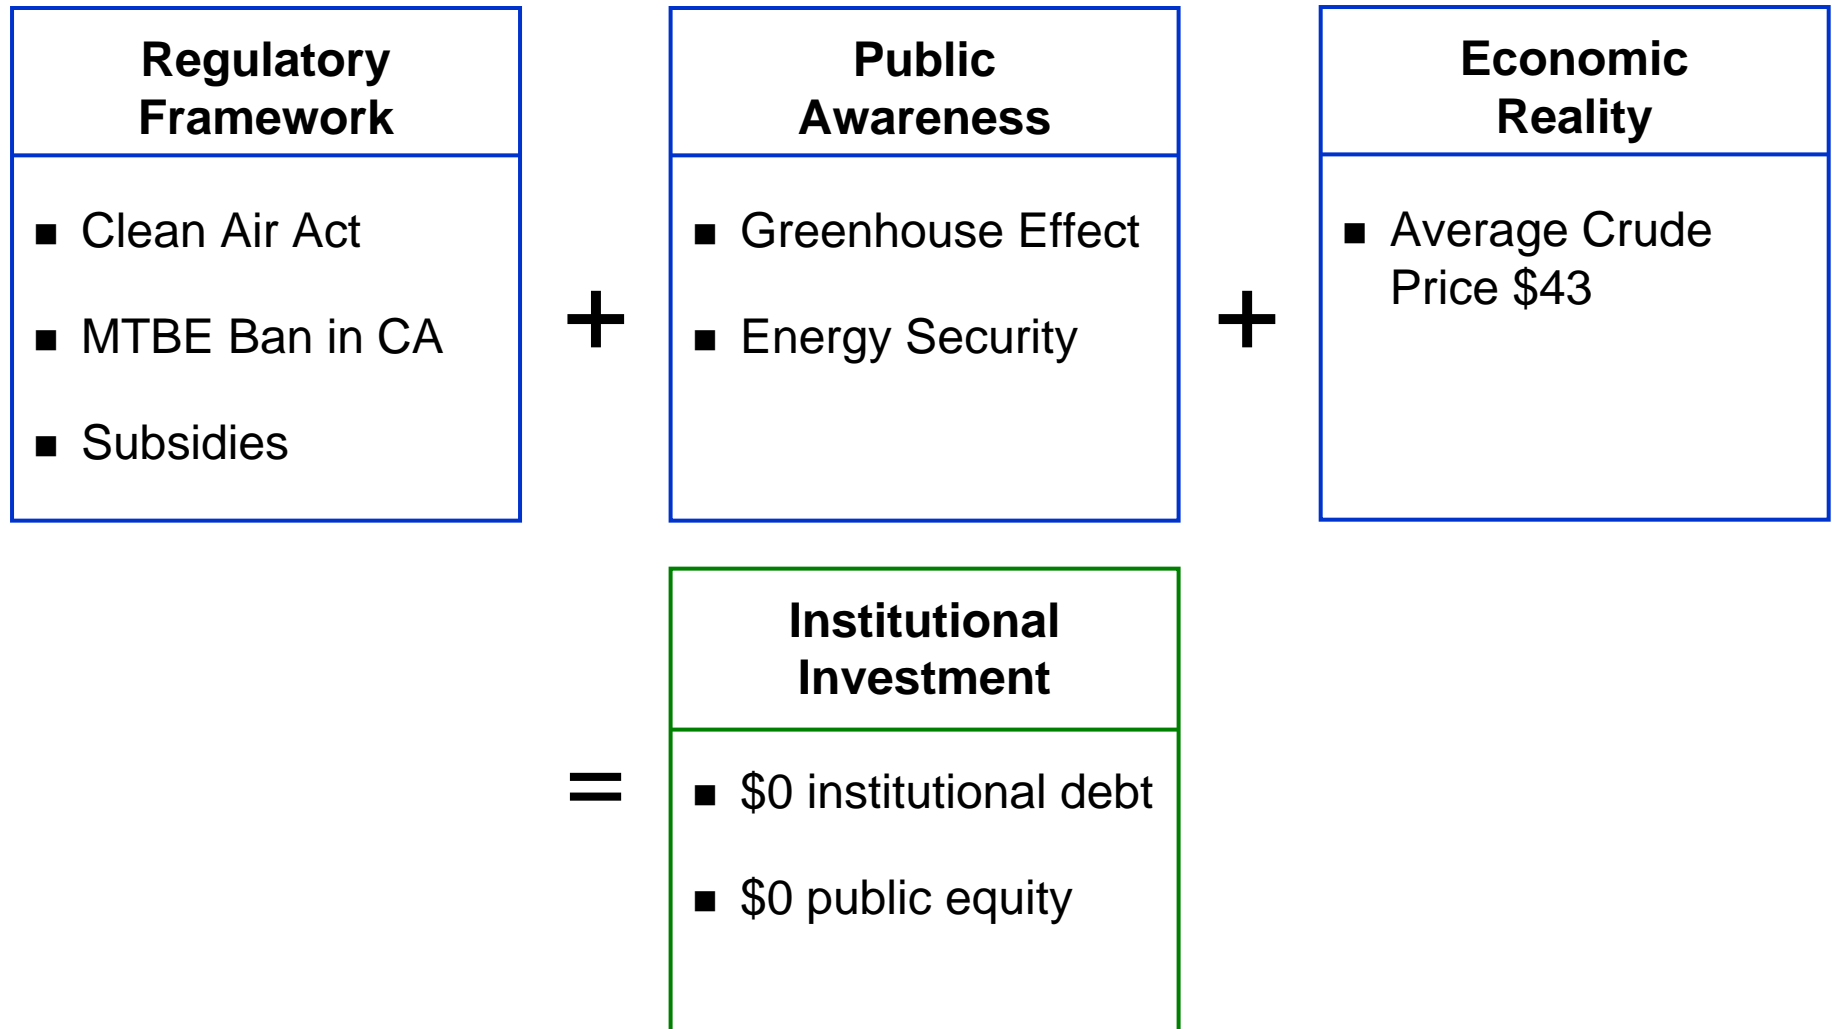 Regulatory
Framework
■ Clean Air Act
■ MTBE Ban in CA
■ Subsidies
+
Public
Awareness
■ Greenhouse Effect
■ Energy Security
+
Economic
Reality
■ Average Crude
Price $43
=
Institutional
Investment
■ $0 institutional debt
■ $0 public equity